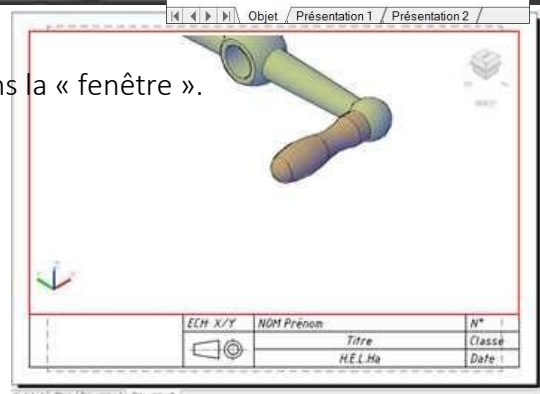 Objet / Présentation 1 / Présentation 2 /
ns la « fenêtre ».
ECH X/Y
NOM Prénom
N°
Titre
Classe
H.E.L.Ha
Date :